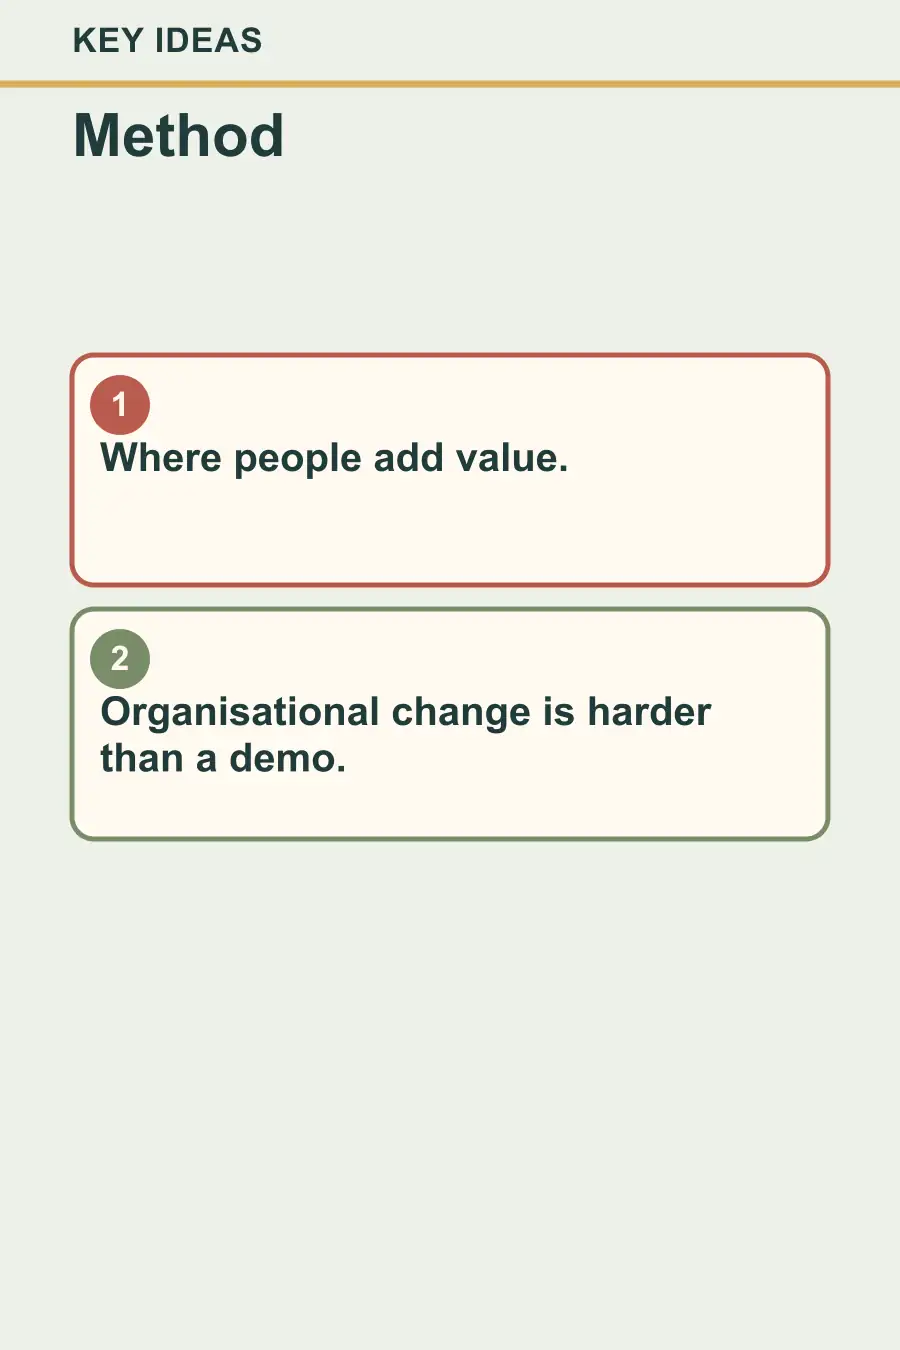 KEY IDEAS
Method
1
Where people add value.
2
Organisational change is harder
than a demo.